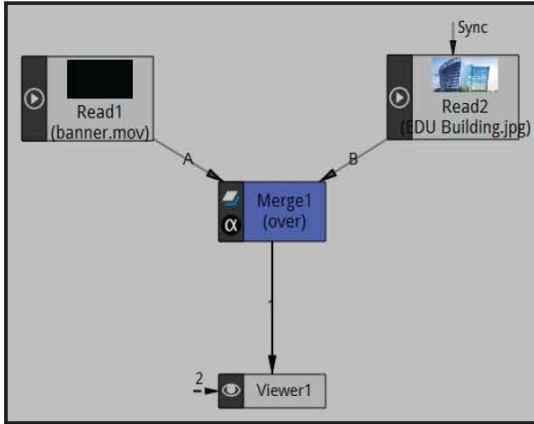 Sync
Read1
(banner.mov)
Read2
(EDU Building.jpg)
A
B
Merge1
(over)
α
1
2
Viewer1